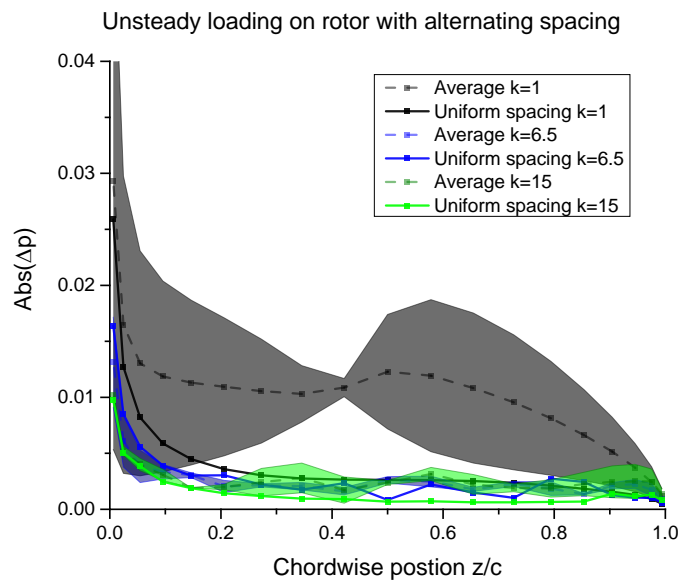 Unsteady loading on rotor with alternating spacing
0.04
0.03
0.02
0.01
0.00
Abs(Δp)
Average k=1
Uniform spacing k=1
Average k=6.5
Uniform spacing k=6.5
Average k=15
Uniform spacing k=15
0.0 0.2 0.4 0.6 0.8 1.0
Chordwise postion z/c